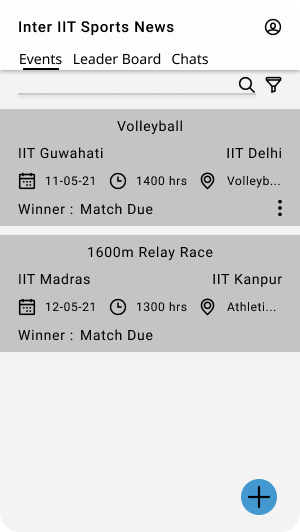 Inter IIT Sports News
Events Leader Board Chats
Volleyball
IIT Guwahati IIT Delhi
11-05-21 1400 hrs Volleyb...
Winner : Match Due
1600m Relay Race
IIT Madras IIT Kanpur
12-05-21 1300 hrs Athleti...
Winner : Match Due